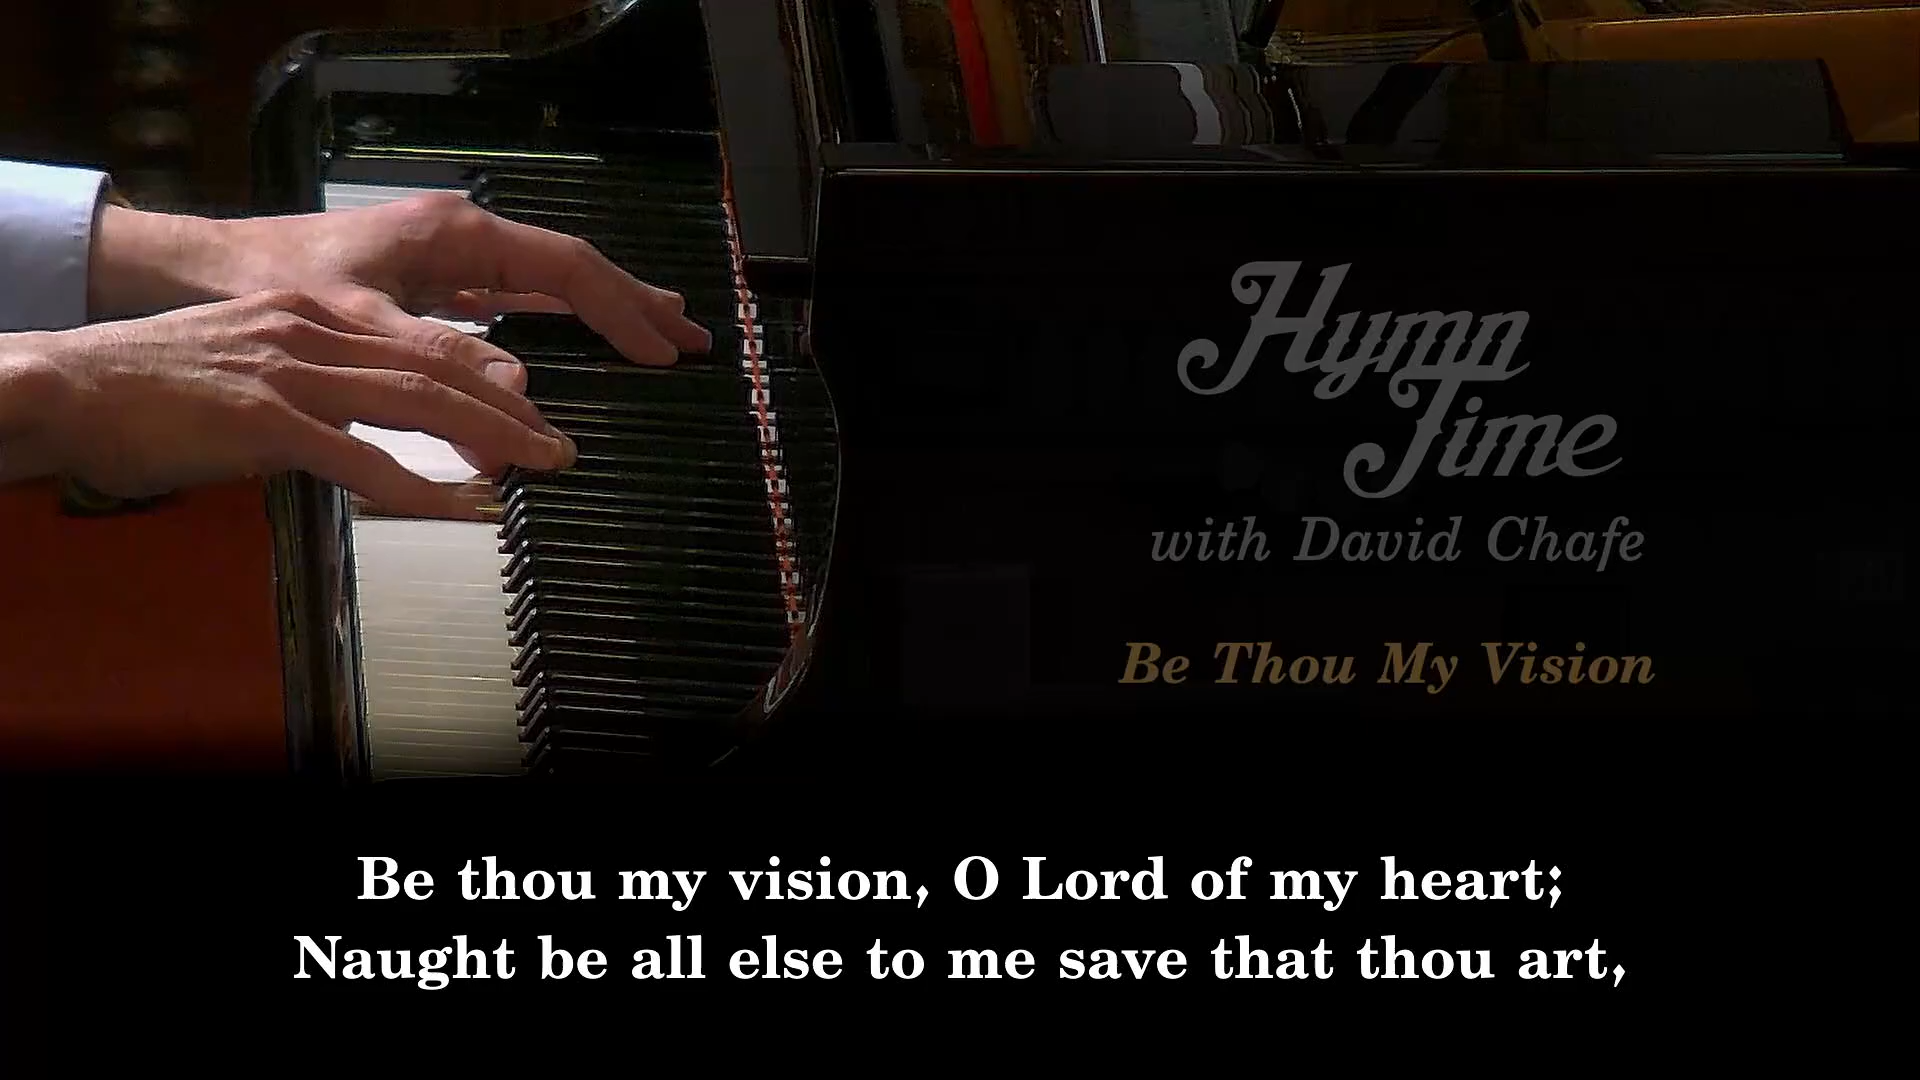 Hymn
Time
with David Chafe
Be Thou My Vision
Be thou my vision, O Lord of my heart;
Naught be all else to me save that thou art,